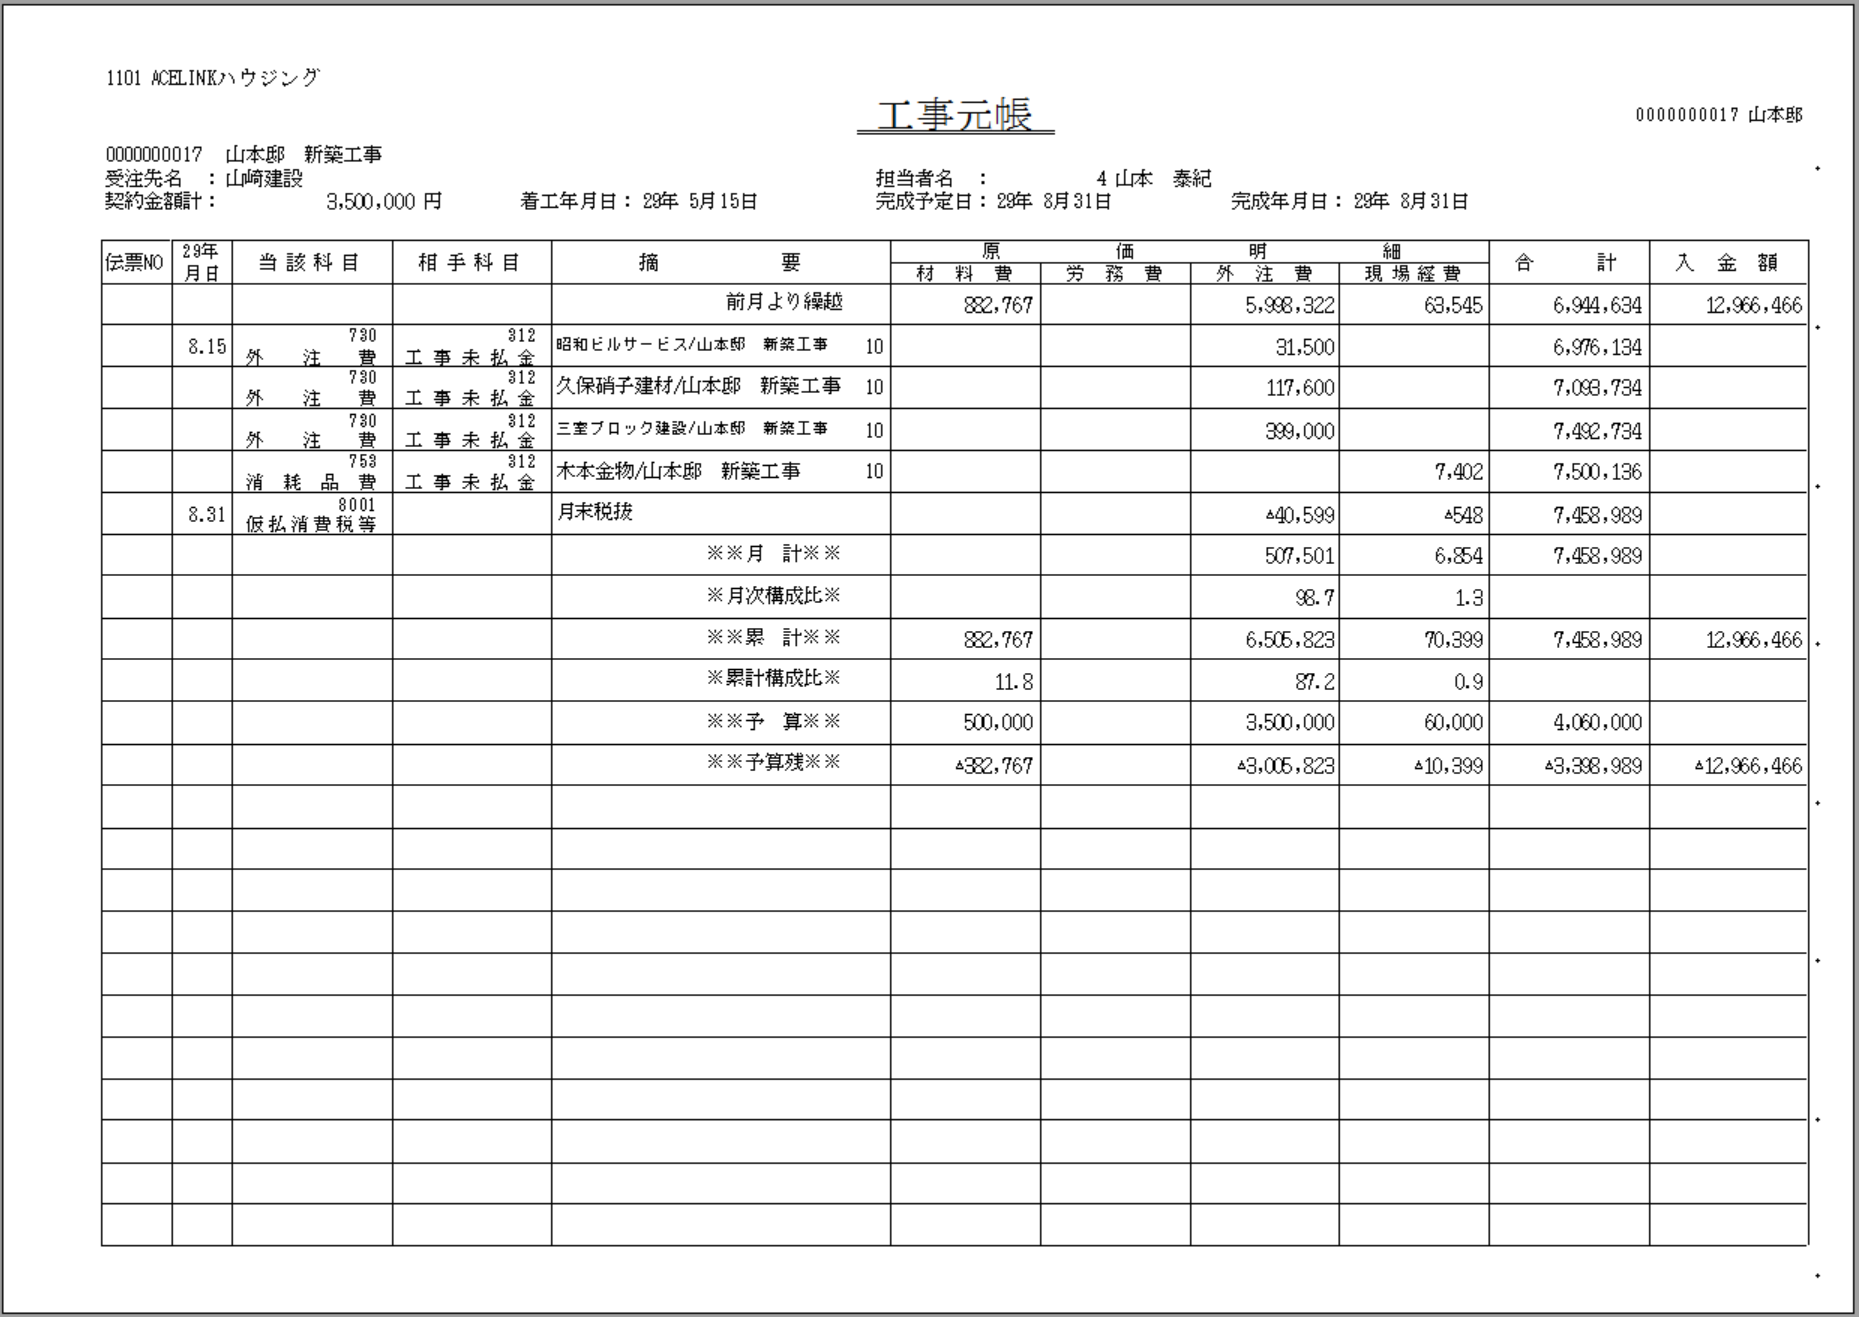 1101 ACELINKハウジング
工事元帳
0000000017 山本邸
0000000017 山本邸 新築工事
受注先名 : 山崎建設
担当者名 : 4 山本 泰紀
契約金額計: 3,500,000 円 着工年月日: 29年 5月15日 完成予定日: 29年 8月31日 完成年月日: 29年 8月31日
伝票NO 29年 月日 当該科目 相手科目 摘要 原価明細 合計 入金額
材料費 労務費 外注費 現場経費
前月より繰越 882,767 5,998,322 63,545 6,944,634 12,966,466
730 312
8.15 外注費 工事未払金 昭和ビルサービス/山本邸 新築工事 10 31,500 6,976,134
730 312
外注費 工事未払金 久保硝子建材/山本邸 新築工事 10 117,600 7,093,734
730 312
外注費 工事未払金 三室ブロック建設/山本邸 新築工事 10 399,000 7,492,734
753 312
消耗品費 工事未払金 木本金物/山本邸 新築工事 10 7,402 7,500,136
8001
8.31 仮払消費税等 月末税抜 ▵40,599 ▵548 7,458,989
※※月 計※※ 507,501 6,854 7,458,989
※月次構成比※ 98.7 1.3
※※累 計※※ 882,767 6,505,823 70,399 7,458,989 12,966,466
※累計構成比※ 11.8 87.2 0.9
※※予 算※※ 500,000 3,500,000 60,000 4,060,000
※※予算残※※ ▵382,767 ▵3,005,823 ▵10,399 ▵3,398,989 ▵12,966,466